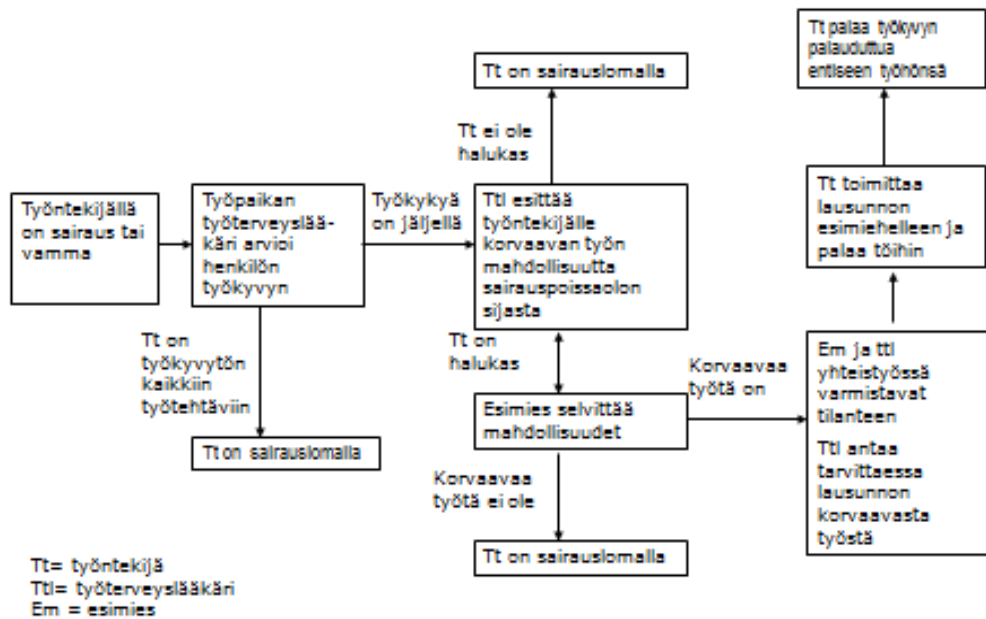 Työntekijällä
on sairaus tai
vamma
Työpaikan
työterveyslää-
käri arvioi
henkilön
työkyvyn
Tt on
työkyvytön
kaikkiin
työtehtäviin
Tt on sairauslomalla
Työkykyä
on jäljellä
Ttl esittää
työntekijälle
korvaavan työn
mahdollisuutta
sairauspoissaolon
sijasta
Tt ei ole
halukas
Tt on sairauslomalla
Tt on
halukas
Esimies selvittää
mahdollisuudet
Korvaavaa
työtä ei ole
Tt on sairauslomalla
Korvaavaa
työtä on
Em ja ttl
yhteistyössä
varmistavat
tilanteen
Ttl antaa
tarvittaessa
lausunnon
korvaavasta
työstä
Tt toimittaa
lausunnon
esimiehelleen ja
palaa töihin
Tt palaa työkyvyn
palauduttua
entiseen työhönsä
Tt= työntekijä
Ttl= työterveyslääkäri
Em = esimies